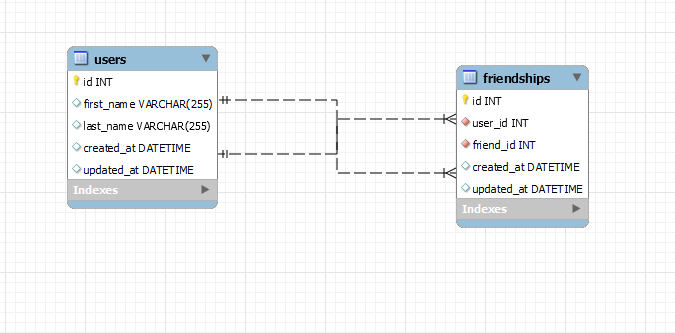 users
id INT
first_name VARCHAR(255)
last_name VARCHAR(255)
created_at DATETIME
updated_at DATETIME
Indexes
friendships
id INT
user_id INT
friend_id INT
created_at DATETIME
updated_at DATETIME
Indexes